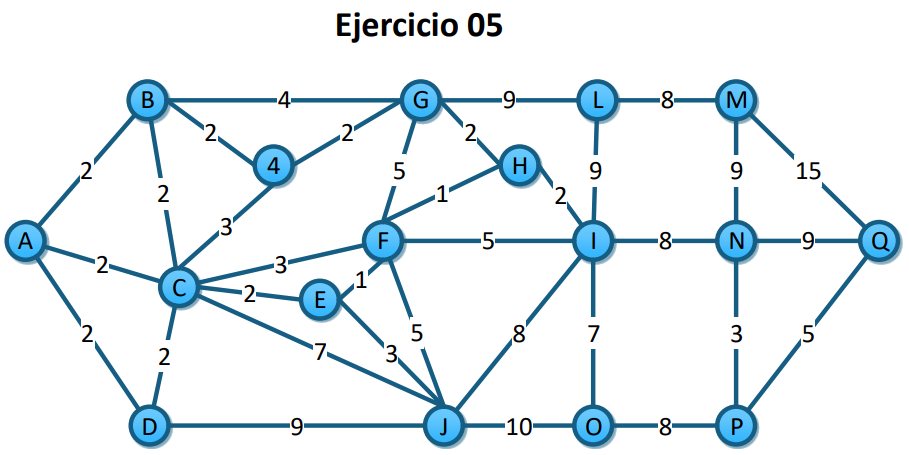 Ejercicio 05
B 4 G 9 L 8 M
2 2 2 2 15
4 H
2 2 5 1 9 9
3 2
A F 5 I 8 N 9 Q
2 3
C 2 E 1
2 2 7 3 5 8 7 3 5
D 9 J 10 O 8 P